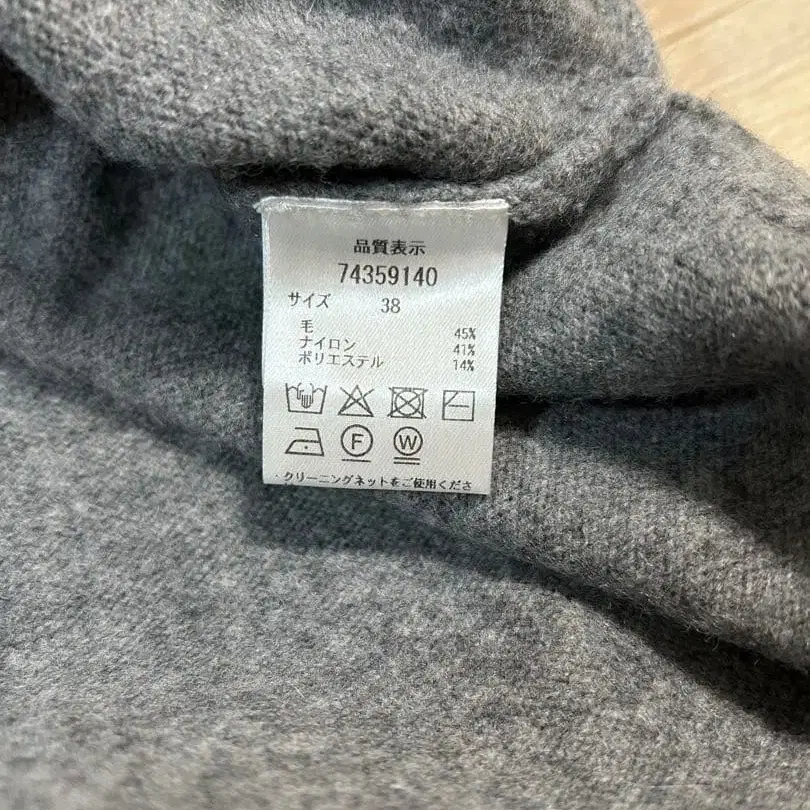 品質表示
74359140
サイズ 38
毛 45%
ナイロン 41%
ポリエステル 14%
F W
・クリーニングネットをご使用くださ